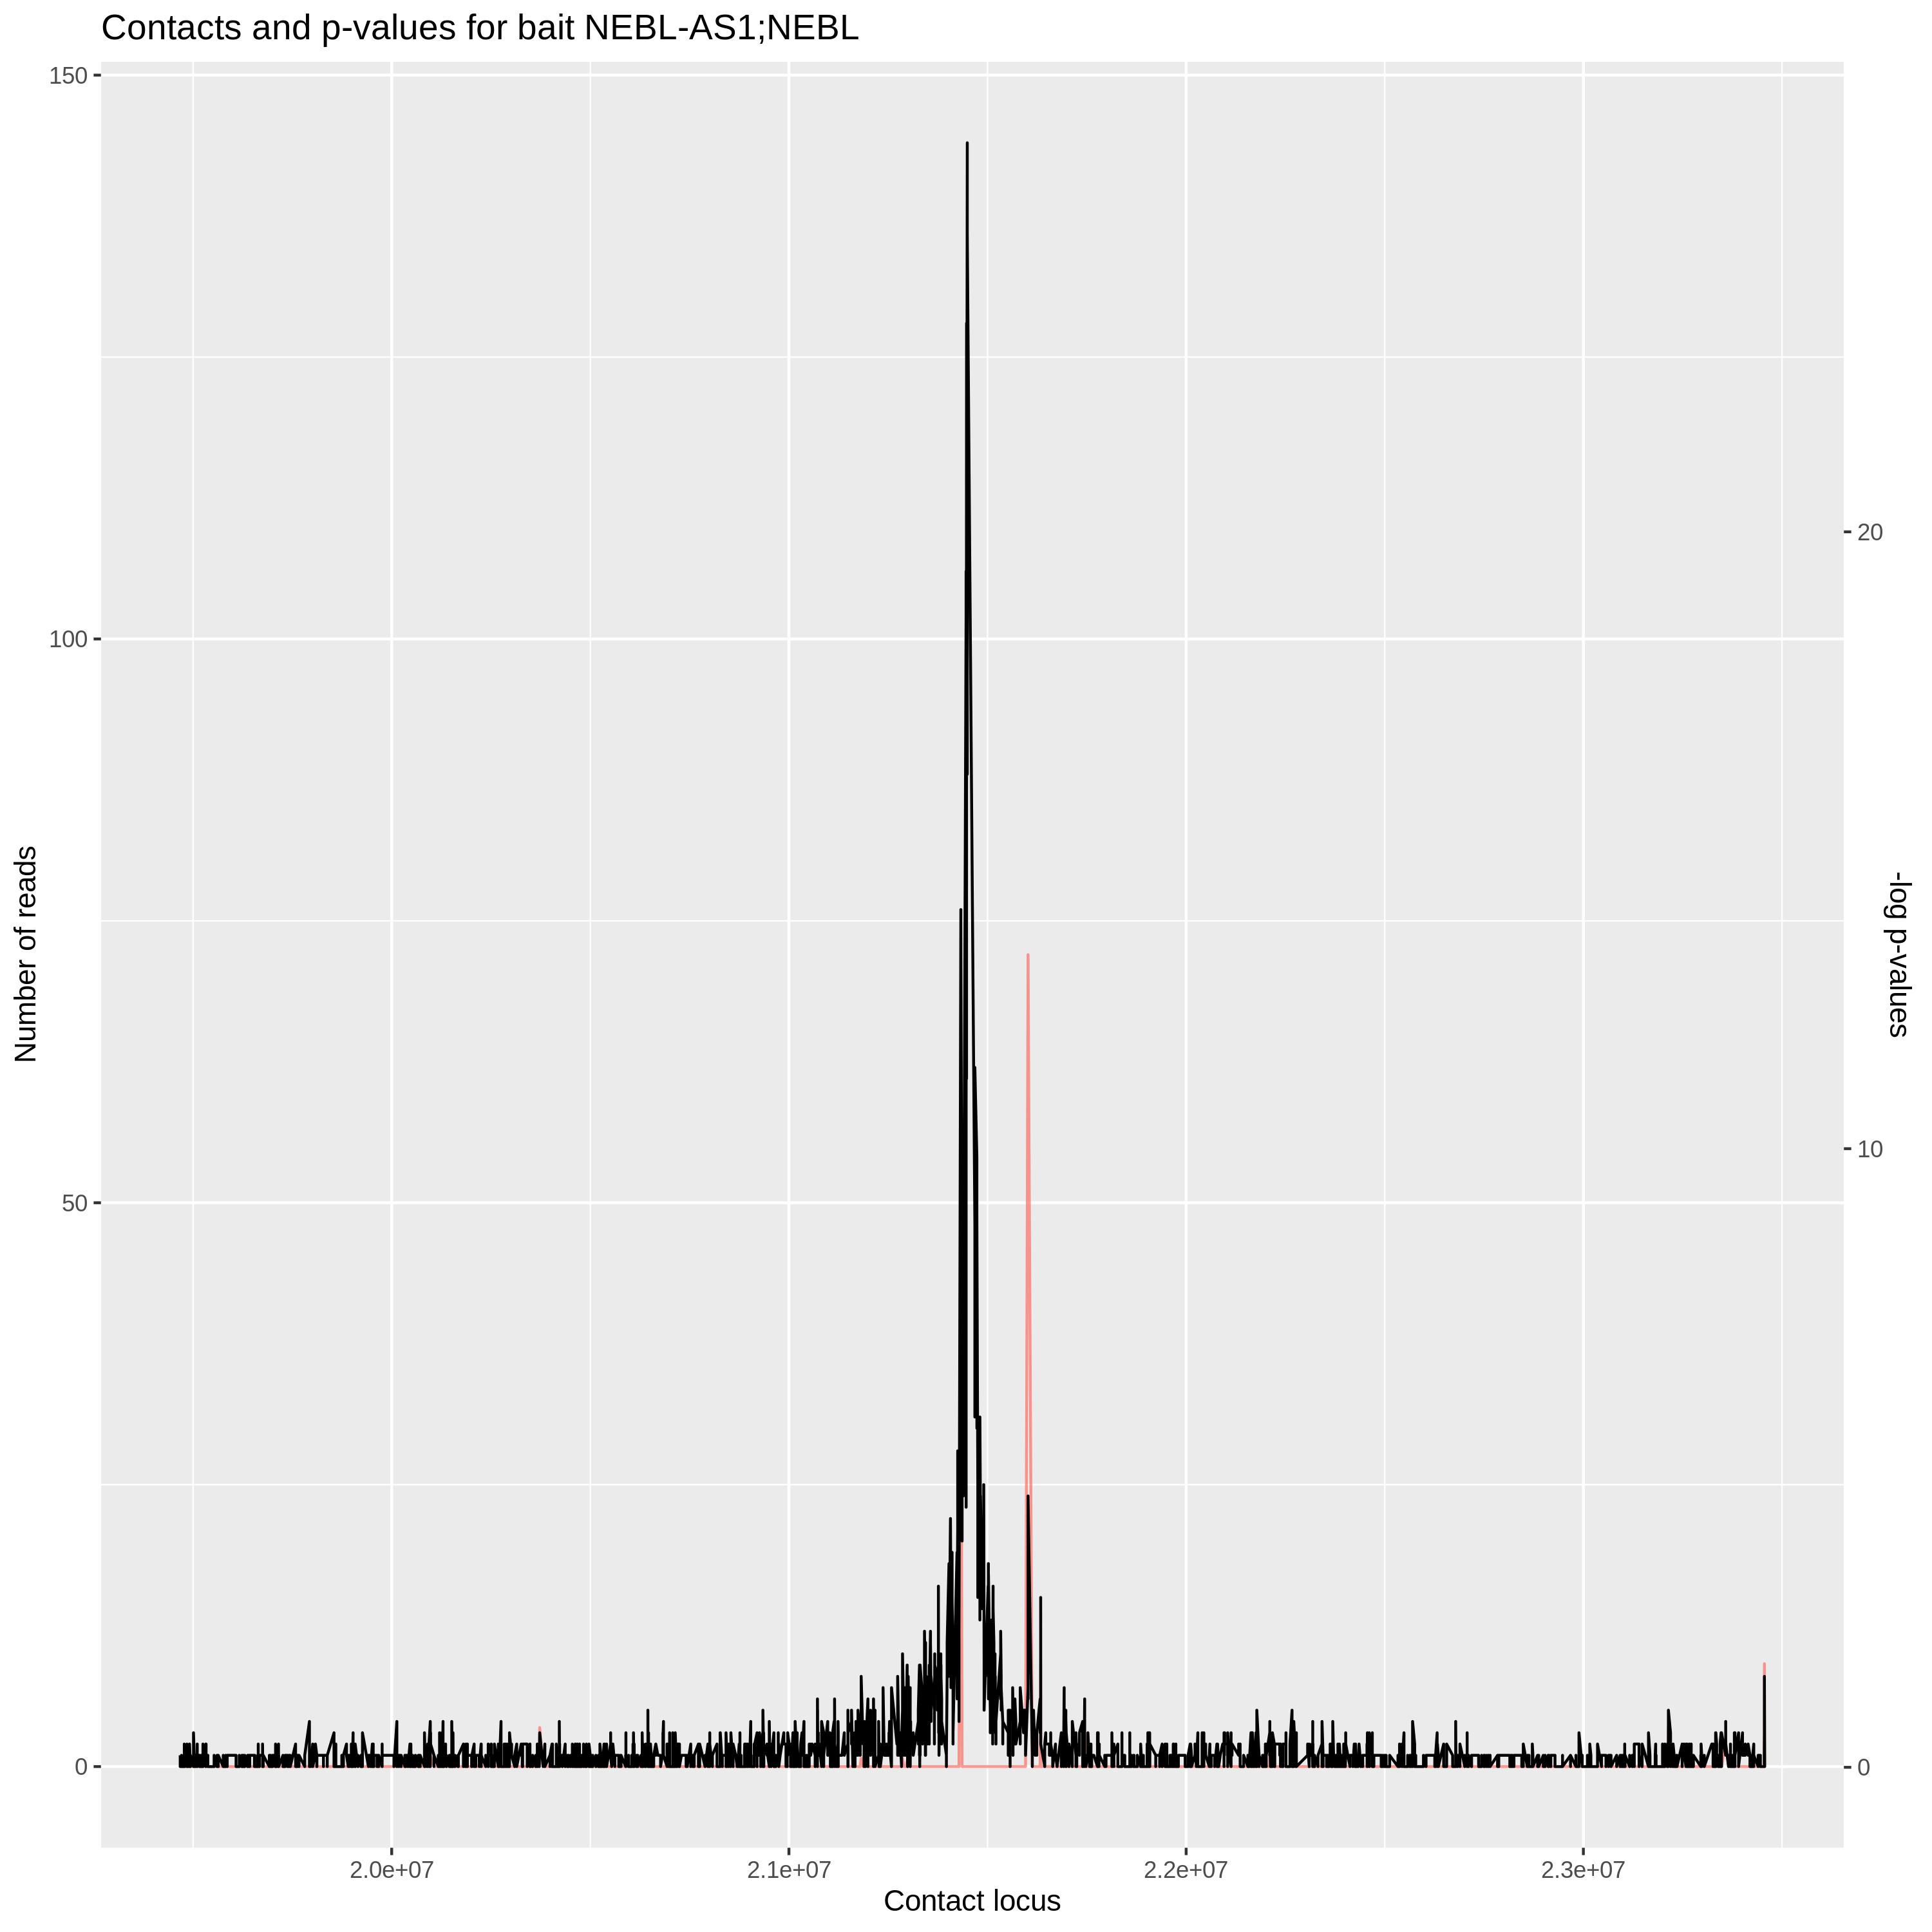 Contacts and p-values for bait NEBL-AS1;NEBL
150
100
50
0
Number of reads
20
10
0
-log p-values
2.0e+07
2.1e+07
2.2e+07
2.3e+07
Contact locus